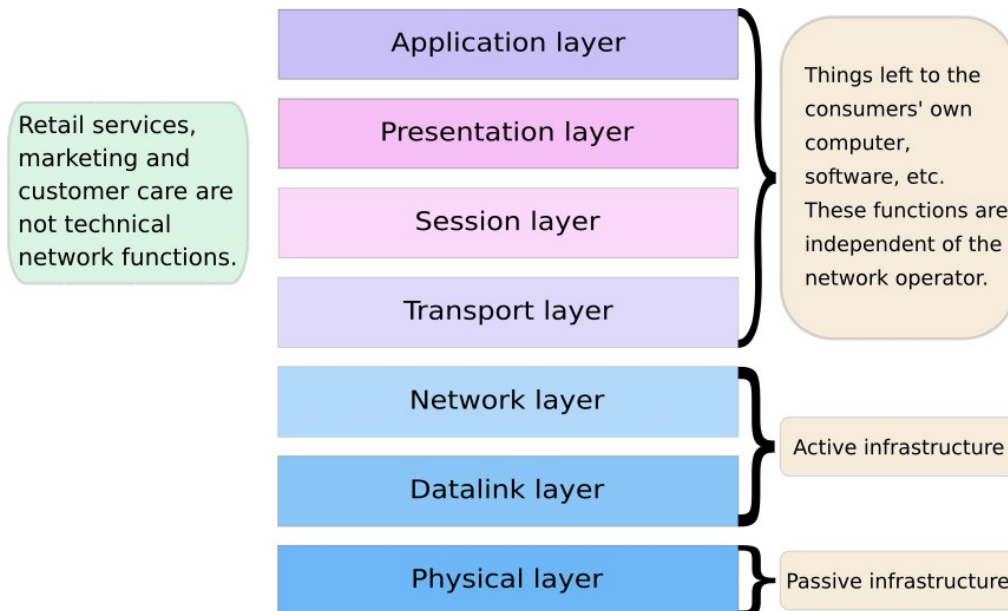 Application layer
Presentation layer
Session layer
Transport layer
Network layer
Datalink layer
Physical layer
Retail services,
marketing and
customer care are
not technical
network functions.
Things left to the
consumers' own
computer,
software, etc.
These functions are
independent of the
network operator.
Active infrastructure
Passive infrastructure